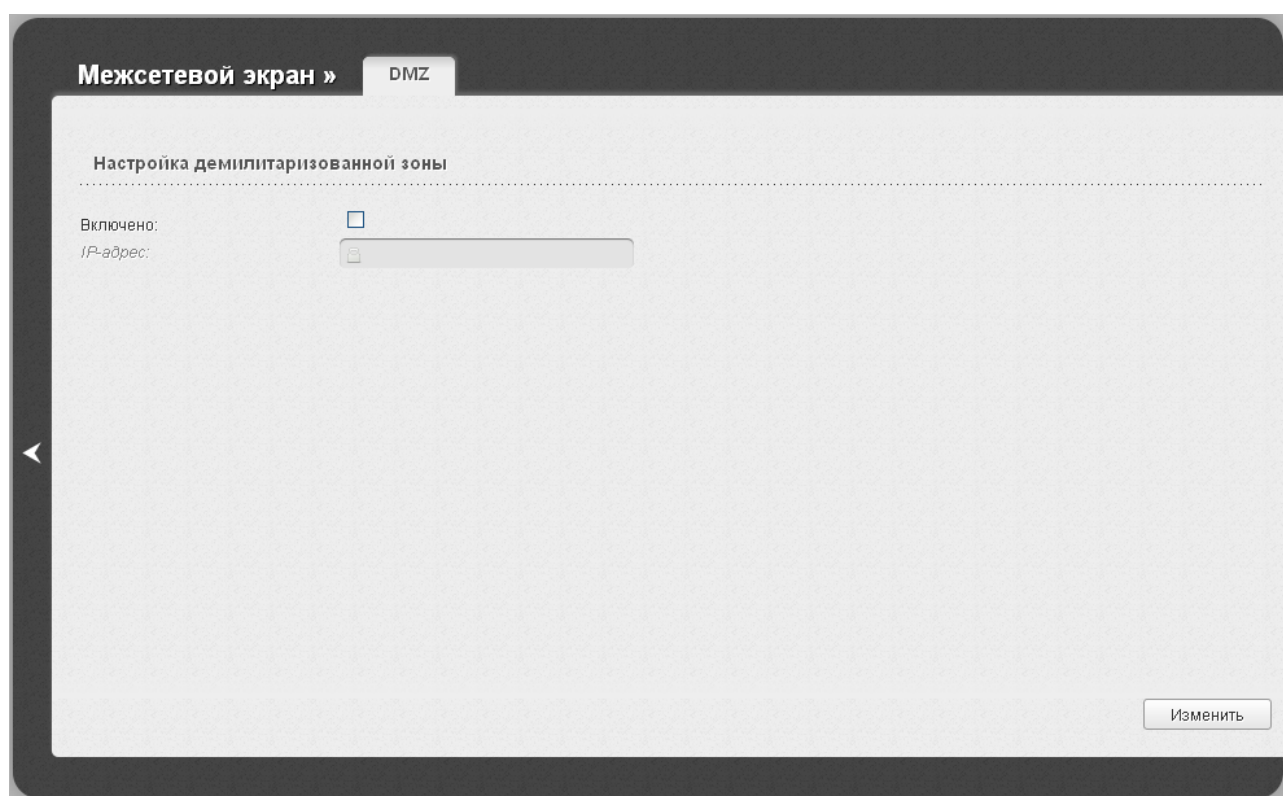 Межсетевой экран » DMZ
Настройка демилитаризованной зоны
Включено:
IP-адрес:
Изменить